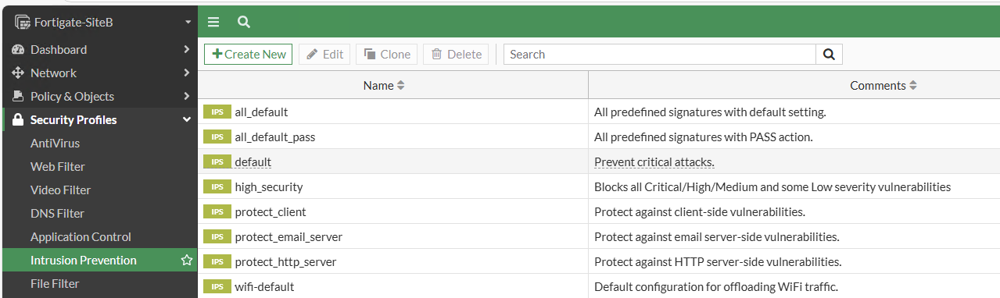 Fortigate-SiteB
Dashboard
Network
Policy & Objects
Security Profiles
AntiVirus
Web Filter
Video Filter
DNS Filter
Application Control
Intrusion Prevention
File Filter
Create New Edit Clone Delete Search
Name Comments
IPS all_default All predefined signatures with default setting.
IPS all_default_pass All predefined signatures with PASS action.
IPS default Prevent critical attacks.
IPS high_security Blocks all Critical/High/Medium and some Low severity vulnerabilities
IPS protect_client Protect against client-side vulnerabilities.
IPS protect_email_server Protect against email server-side vulnerabilities.
IPS protect_http_server Protect against HTTP server-side vulnerabilities.
IPS wifi-default Default configuration for offloading WiFi traffic.